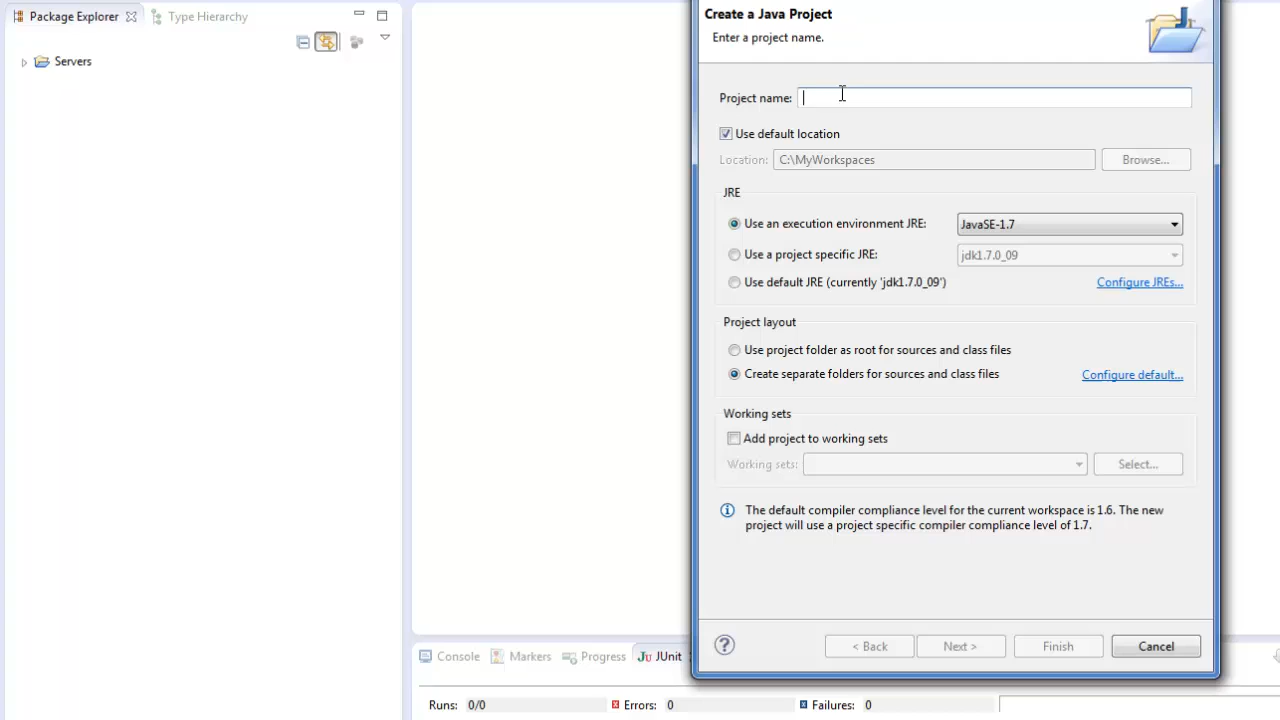 Package Explorer
Type Hierarchy
Servers
Create a Java Project
Enter a project name.
Project name:
Use default location
Location: C:\MyWorkspaces Browse...
JRE
Use an execution environment JRE: JavaSE-1.7
Use a project specific JRE: jdk1.7.0_09
Use default JRE (currently 'jdk1.7.0_09') Configure JREs...
Project layout
Use project folder as root for sources and class files
Create separate folders for sources and class files Configure default...
Working sets
Add project to working sets
Working sets: Select...
The default compiler compliance level for the current workspace is 1.6. The new
project will use a project specific compiler compliance level of 1.7.
? < Back Next > Finish Cancel
Console Markers Progress JUnit
Runs: 0/0 Errors: 0 Failures: 0